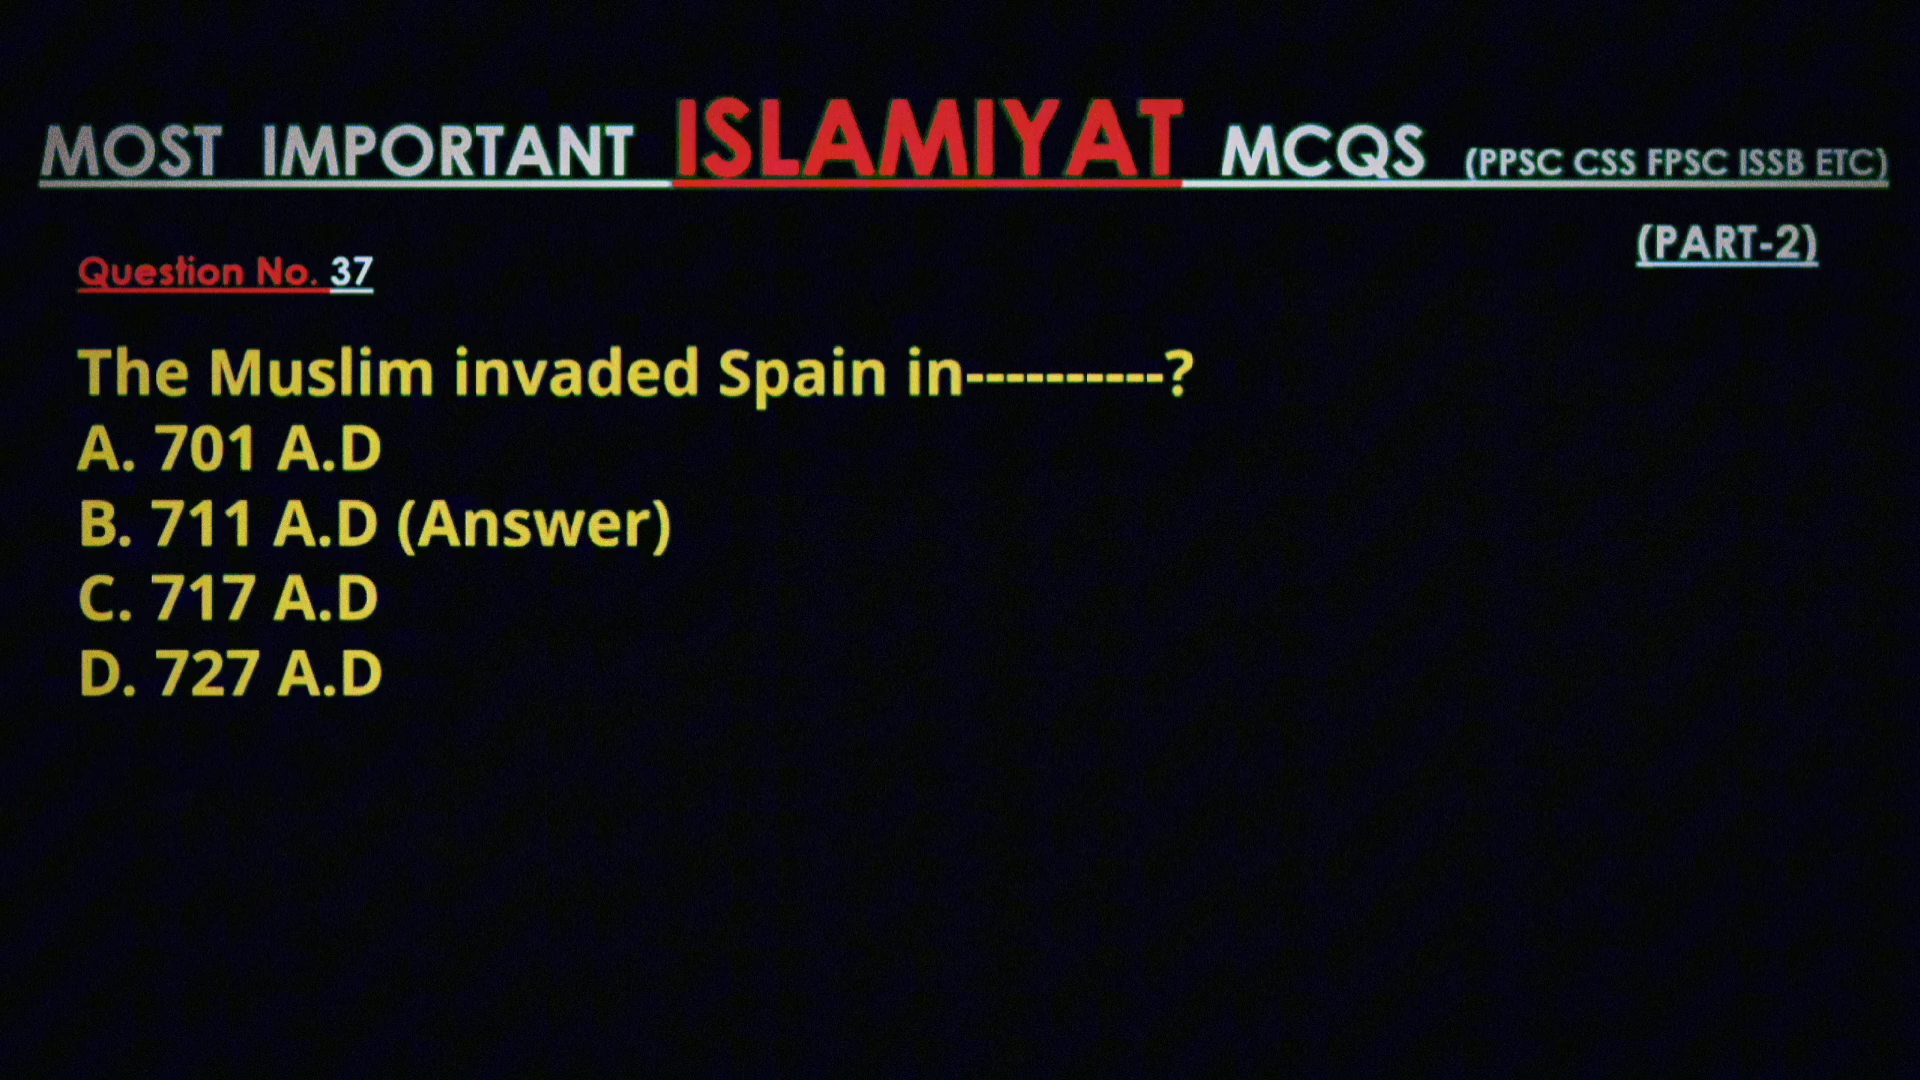 MOST IMPORTANT ISLAMIYAT MCQS (PPSC CSS FPSC ISSB ETC)
(PART-2)
Question No. 37
The Muslim invaded Spain in----------?
A. 701 A.D
B. 711 A.D (Answer)
C. 717 A.D
D. 727 A.D